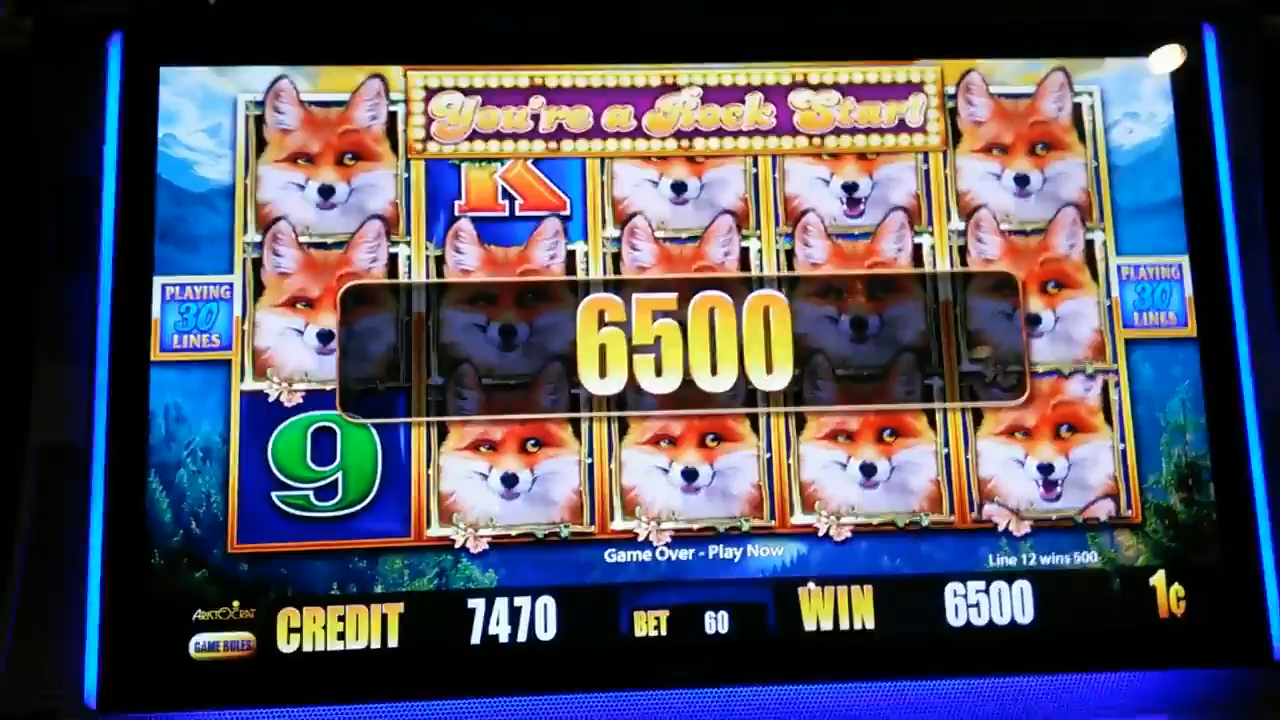 You're a Rock Star!
K
PLAYING
30
LINES
6500
PLAYING
30
LINES
9
Game Over - Play Now
Line 12 wins 500
ARISTOCRAT
GAME RULES
CREDIT 7470 BET 60 WIN 6500 1¢